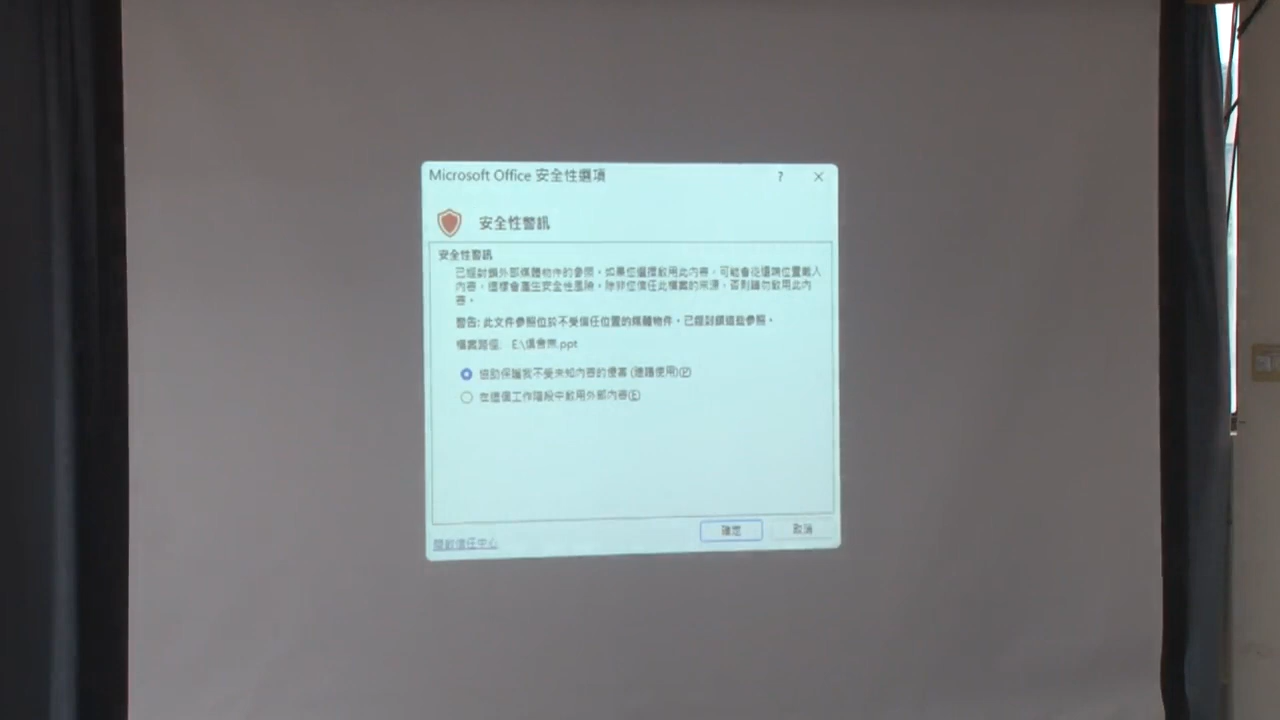 Microsoft Office 安全性選項
? ×
安全性警訊
安全性警訊
已經封鎖外部媒體物件的參照。如果您選擇啟用此內容，可能會從遠端位置載入
內容，這樣會產生安全性風險。除非您信任此檔案的來源，否則請勿啟用此內
容。
警告: 此文件參照位於不受信任位置的媒體物件，已經封鎖這些參照。
檔案路徑: E:\.ppt
協助保護我不受未知內容的侵害 (建議使用)(P)
在這個工作階段中啟用外部內容(E)
開啟信任中心
確定
取消